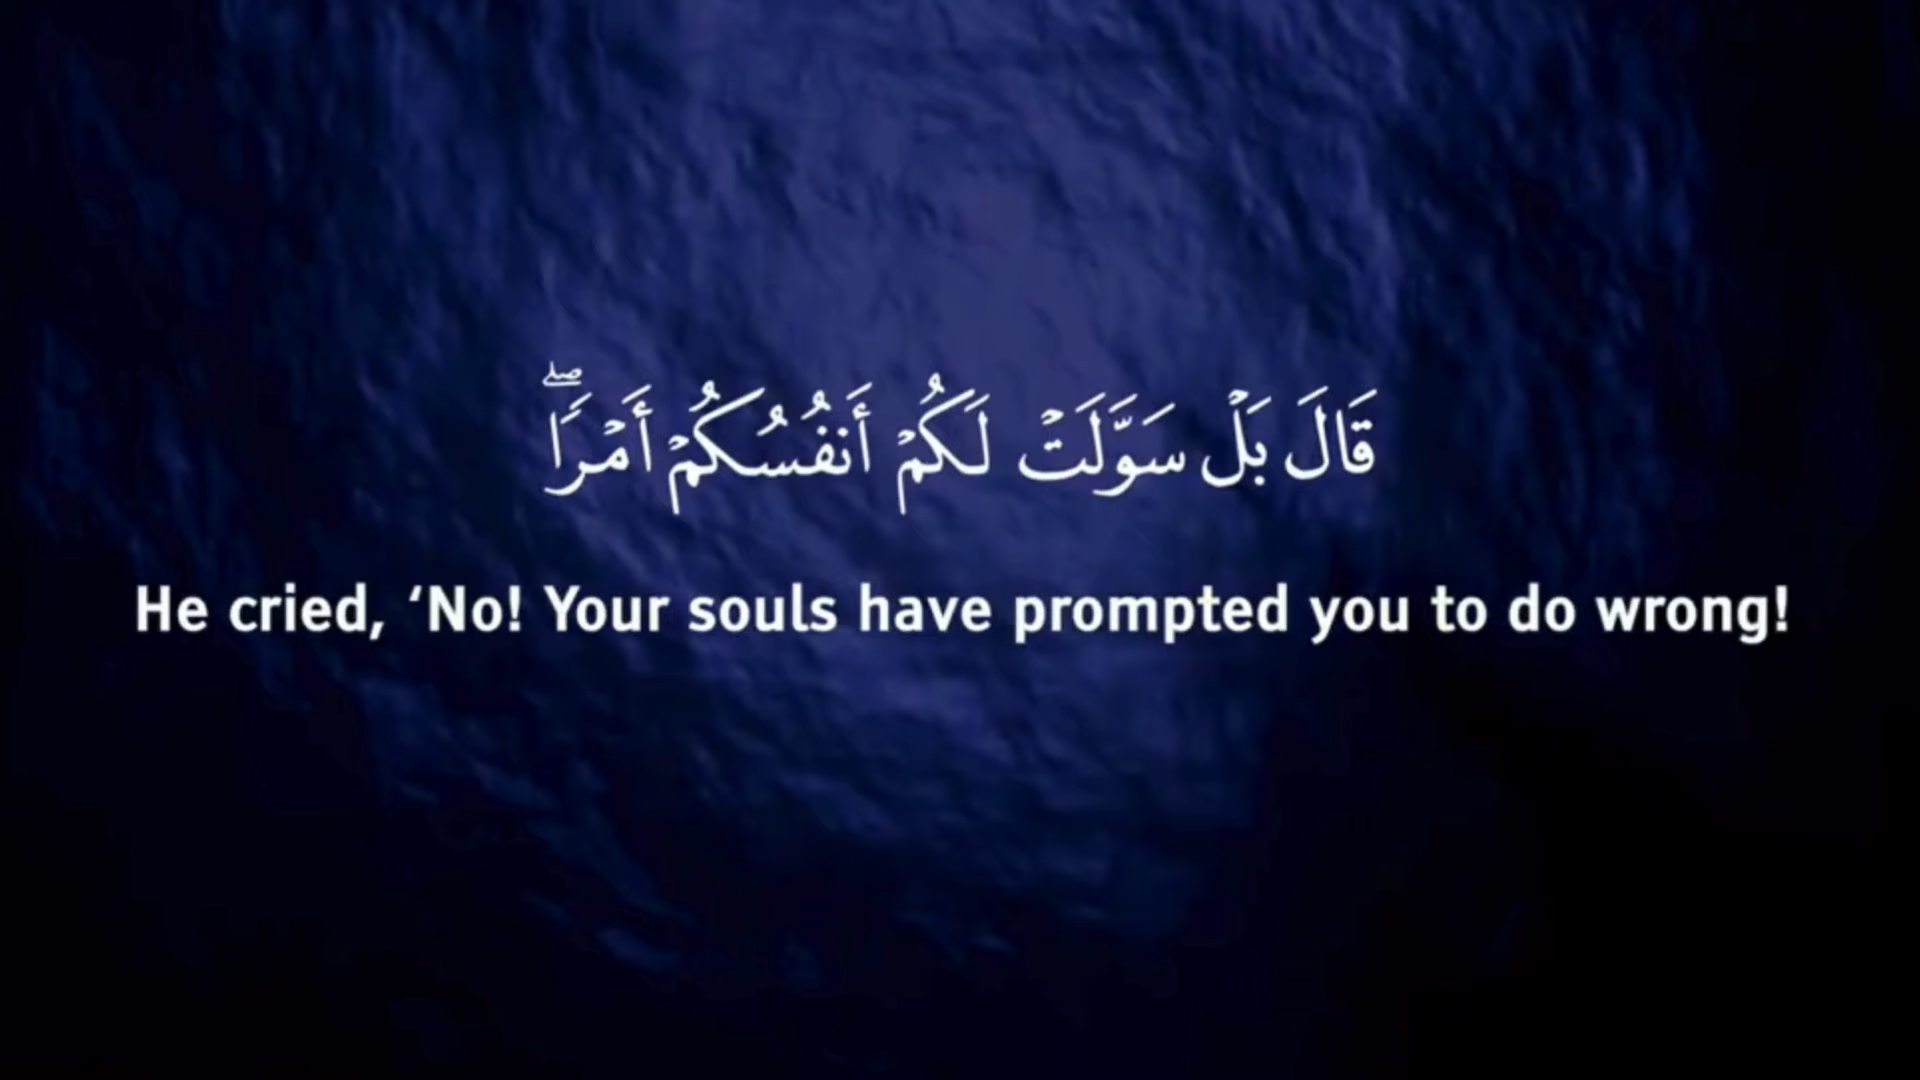 قَالَ بَلْ سَوَّلَتْ لَكُمْ أَنفُسُكُمْ أَمْرًا ۖ
He cried, ‘No! Your souls have prompted you to do wrong!